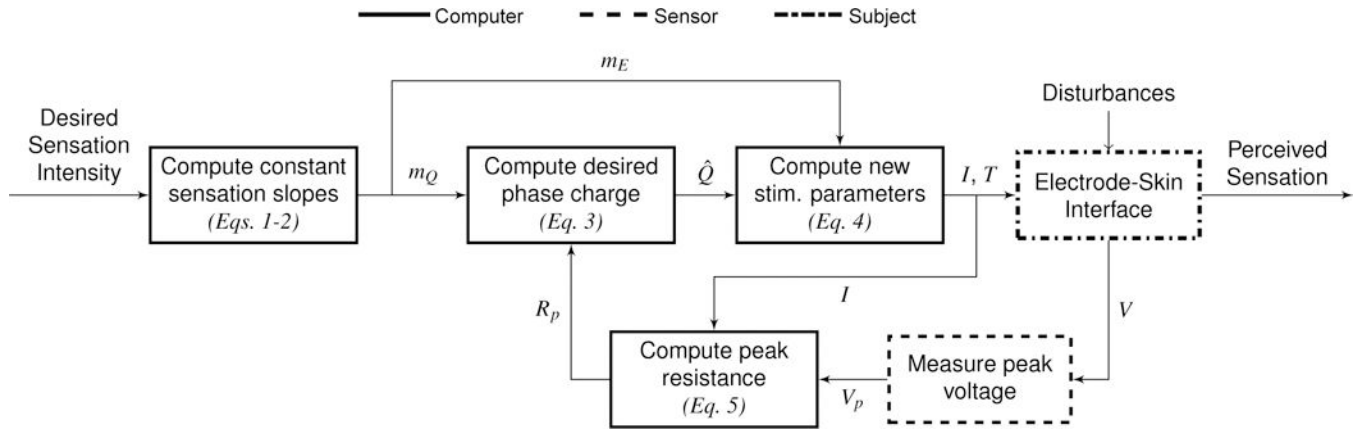 Computer
Sensor
Subject
m_E
Disturbances
Desired
Sensation
Intensity
Compute constant
sensation slopes
(Eqs. 1-2)
m_Q
Compute desired
phase charge
(Eq. 3)
Q̂
Compute new
stim. parameters
(Eq. 4)
I, T
Electrode-Skin
Interface
Perceived
Sensation
R_p
I
V
Compute peak
resistance
(Eq. 5)
V_p
Measure peak
voltage